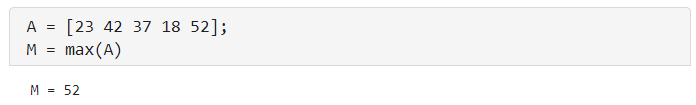 A = [23 42 37 18 52];
M = max(A)
M = 52